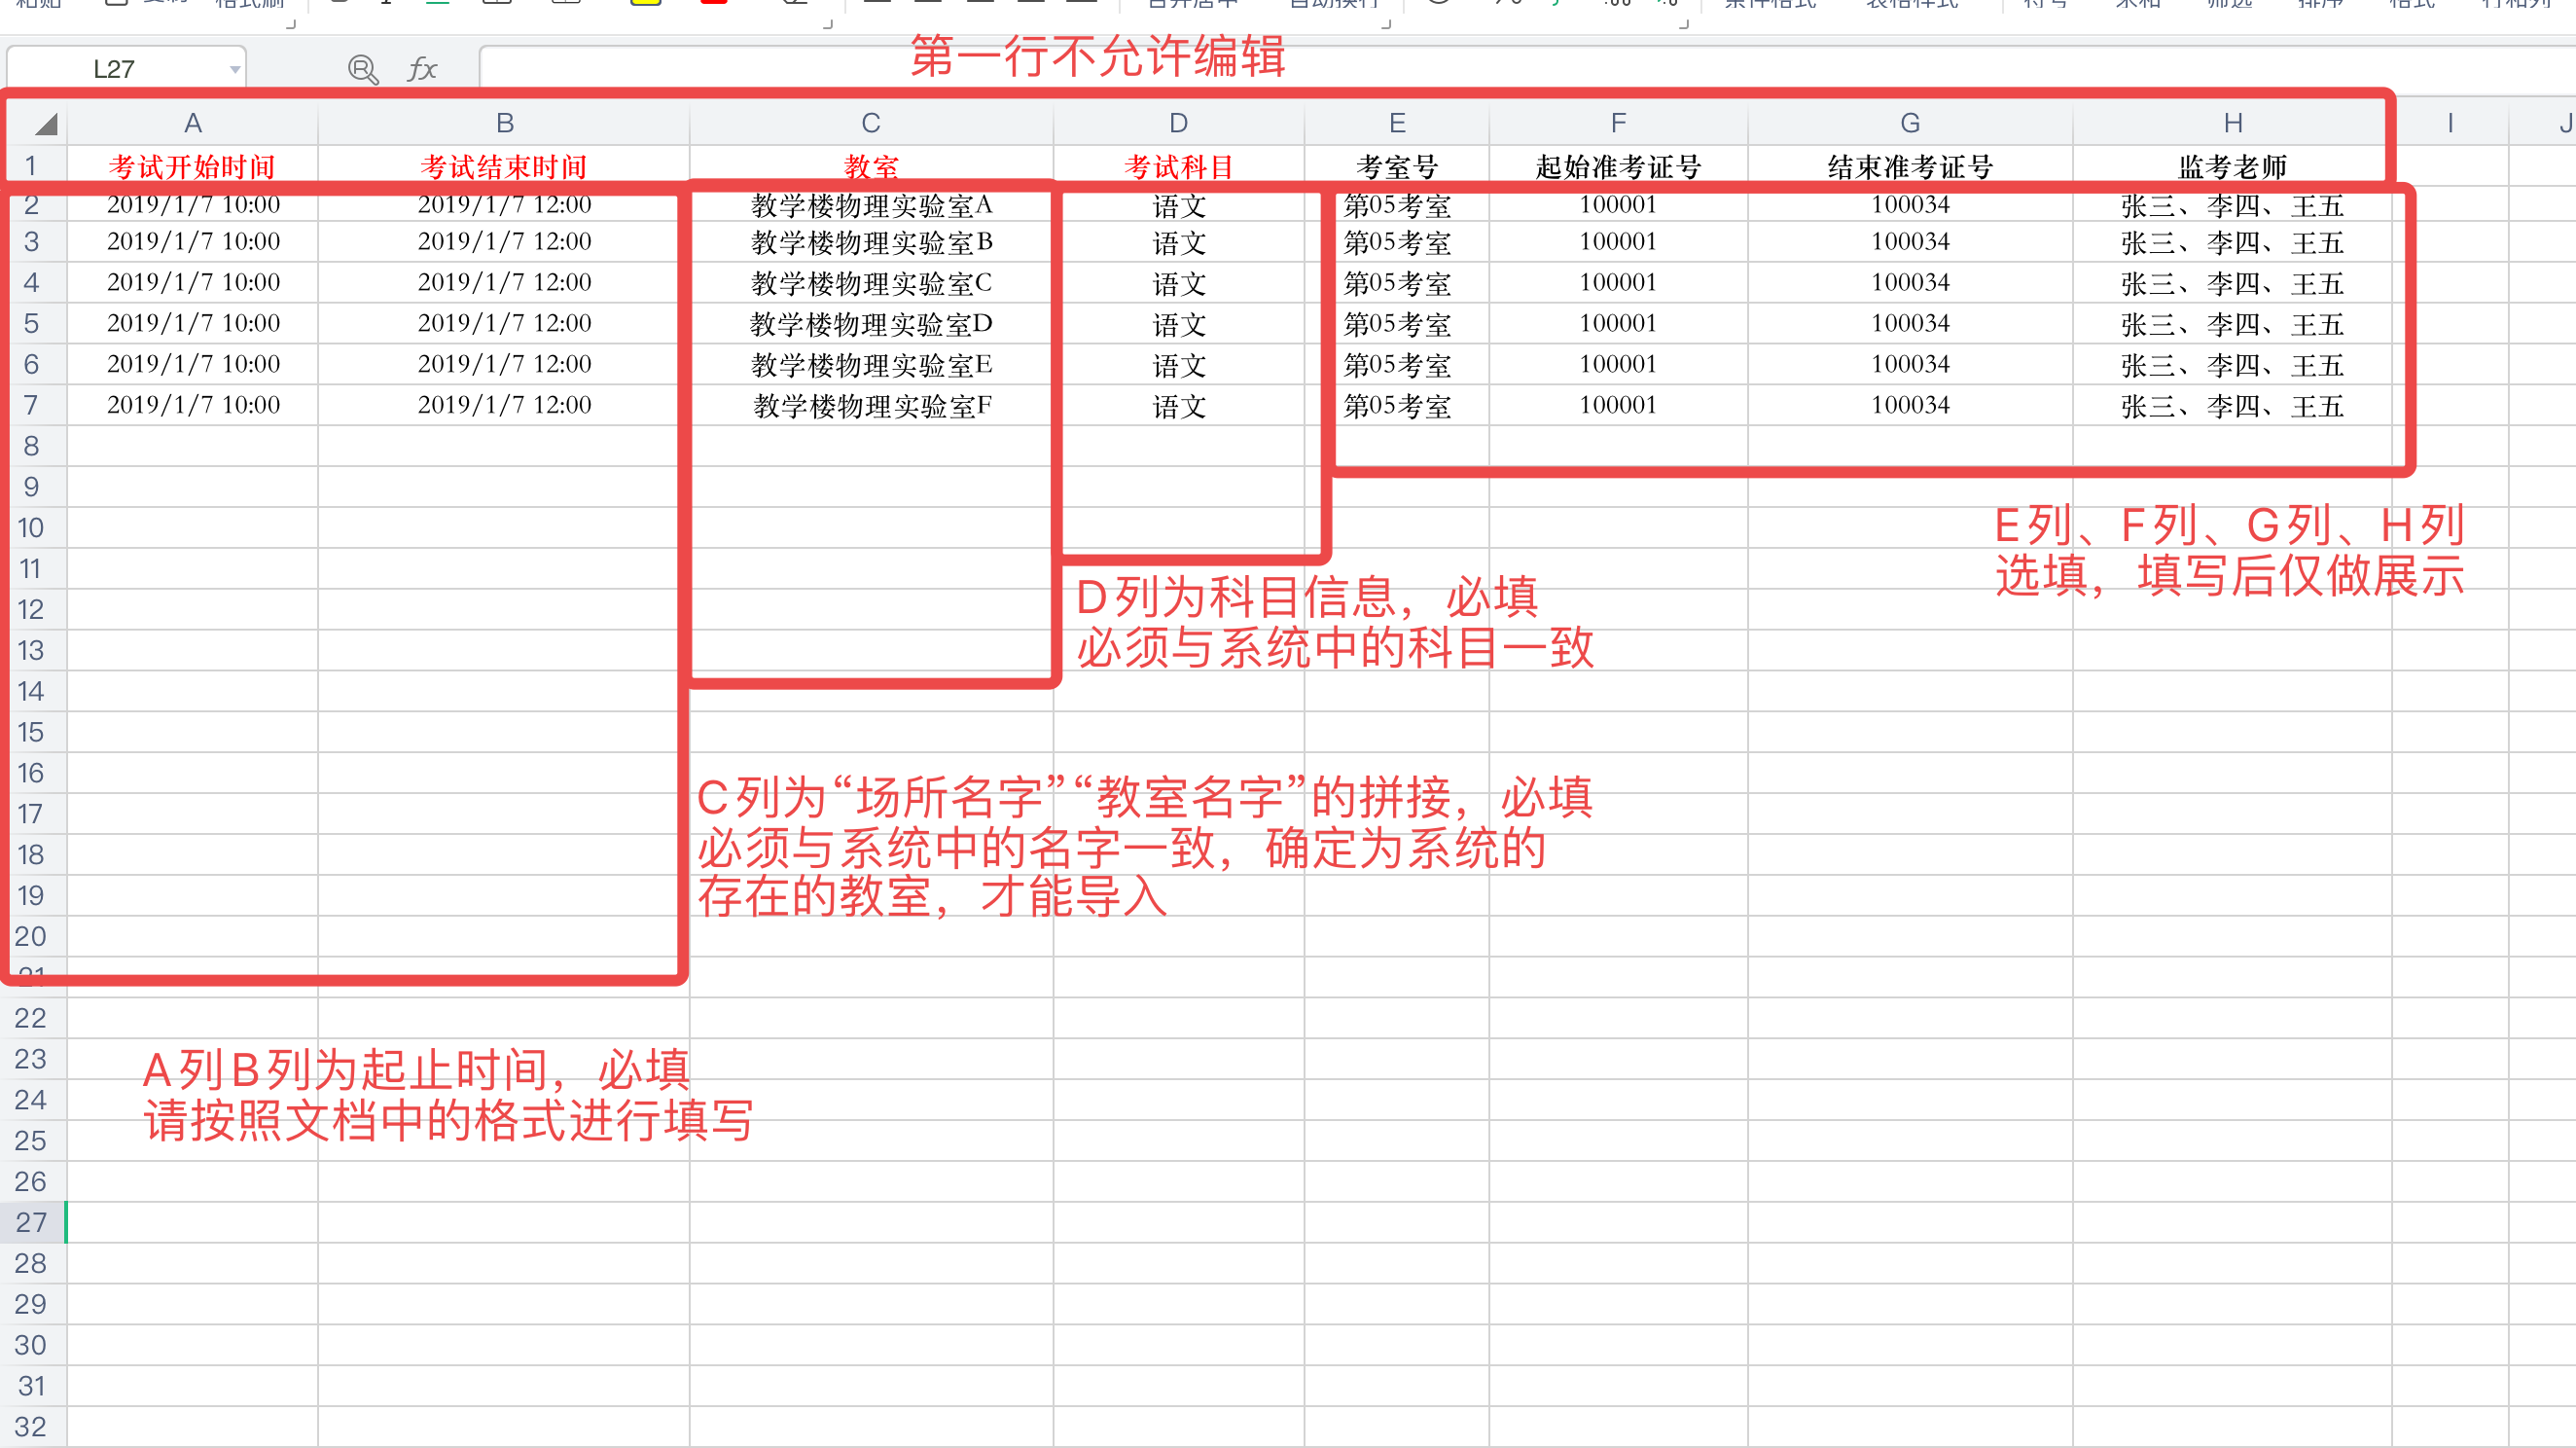 L27 fx
第一行不允许编辑
A B C D E F G H I J
1 考试开始时间 考试结束时间 教室 考试科目 考室号 起始准考证号 结束准考证号 监考老师
2 2019/1/7 10:00 2019/1/7 12:00 教学楼物理实验室A 语文 第05考室 100001 100034 张三、李四、王五
3 2019/1/7 10:00 2019/1/7 12:00 教学楼物理实验室B 语文 第05考室 100001 100034 张三、李四、王五
4 2019/1/7 10:00 2019/1/7 12:00 教学楼物理实验室C 语文 第05考室 100001 100034 张三、李四、王五
5 2019/1/7 10:00 2019/1/7 12:00 教学楼物理实验室D 语文 第05考室 100001 100034 张三、李四、王五
6 2019/1/7 10:00 2019/1/7 12:00 教学楼物理实验室E 语文 第05考室 100001 100034 张三、李四、王五
7 2019/1/7 10:00 2019/1/7 12:00 教学楼物理实验室F 语文 第05考室 100001 100034 张三、李四、王五
8
9
10
11
12
13
14
15
16
17
18
19
20
21
22
23
24
25
26
27
28
29
30
31
32
E列、F列、G列、H列
选填，填写后仅做展示
D列为科目信息，必填
必须与系统中的科目一致
C列为“场所名字”“教室名字”的拼接，必填
必须与系统中的名字一致，确定为系统的
存在的教室，才能导入
A列B列为起止时间，必填
请按照文档中的格式进行填写